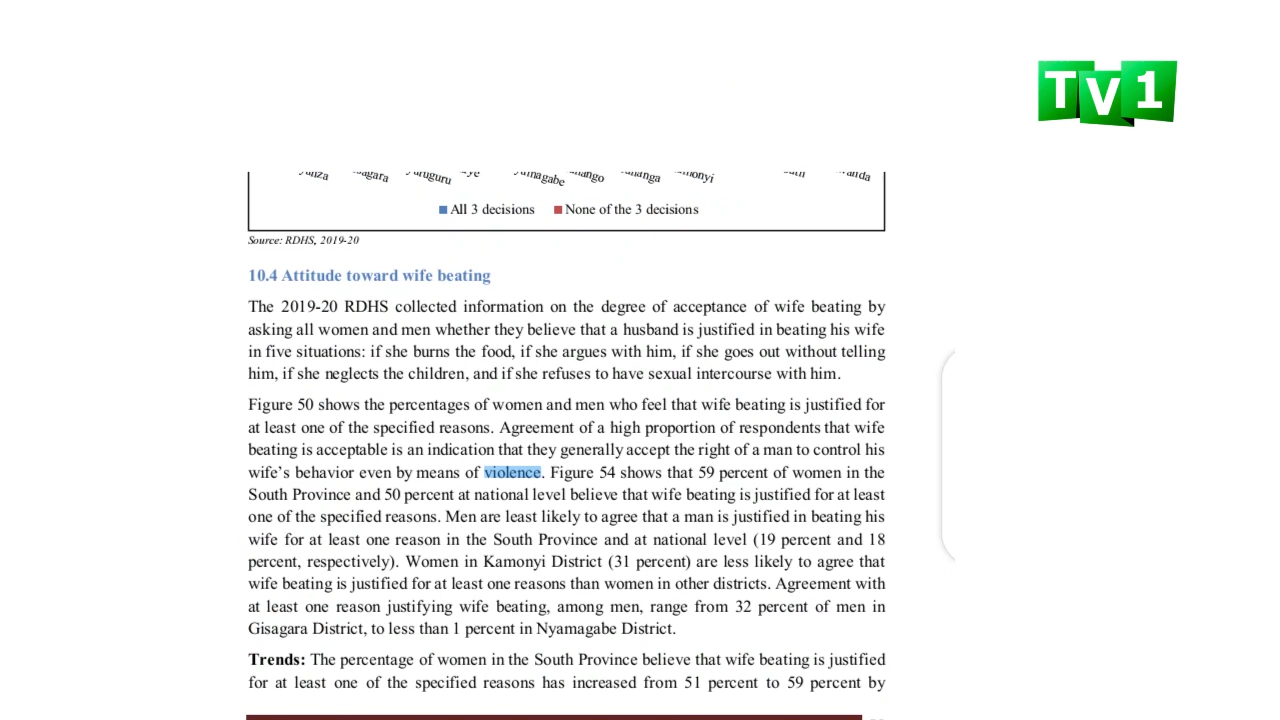 TV1
All 3 decisions None of the 3 decisions
Source: RDHS, 2019-20
10.4 Attitude toward wife beating
The 2019-20 RDHS collected information on the degree of acceptance of wife beating by
asking all women and men whether they believe that a husband is justified in beating his wife
in five situations: if she burns the food, if she argues with him, if she goes out without telling
him, if she neglects the children, and if she refuses to have sexual intercourse with him.
Figure 50 shows the percentages of women and men who feel that wife beating is justified for
at least one of the specified reasons. Agreement of a high proportion of respondents that wife
beating is acceptable is an indication that they generally accept the right of a man to control his
wife's behavior even by means of violence. Figure 54 shows that 59 percent of women in the
South Province and 50 percent at national level believe that wife beating is justified for at least
one of the specified reasons. Men are least likely to agree that a man is justified in beating his
wife for at least one reason in the South Province and at national level (19 percent and 18
percent, respectively). Women in Kamonyi District (31 percent) are less likely to agree that
wife beating is justified for at least one reasons than women in other districts. Agreement with
at least one reason justifying wife beating, among men, range from 32 percent of men in
Gisagara District, to less than 1 percent in Nyamagabe District.
Trends: The percentage of women in the South Province believe that wife beating is justified
for at least one of the specified reasons has increased from 51 percent to 59 percent by